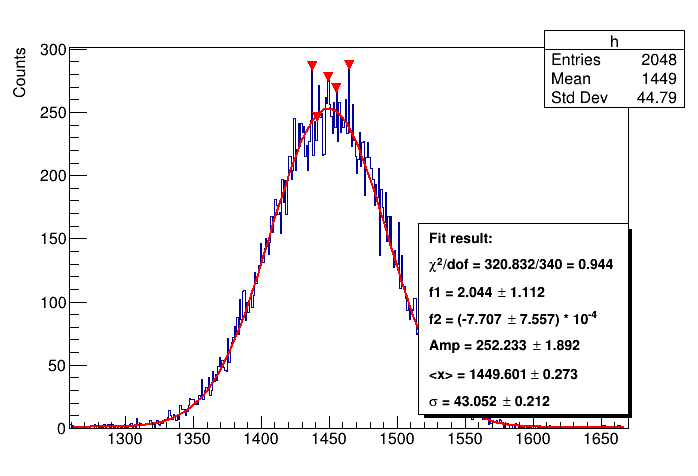 h
Entries 2048
Mean 1449
Std Dev 44.79
Counts
300
250
200
150
100
50
0
1300 1350 1400 1450 1500 1550 1600 1650
Fit result:
χ²/dof = 320.832/340 = 0.944
f1 = 2.044 ± 1.112
f2 = (-7.707 ± 7.557) * 10⁻⁴
Amp = 252.233 ± 1.892
<x> = 1449.601 ± 0.273
σ = 43.052 ± 0.212